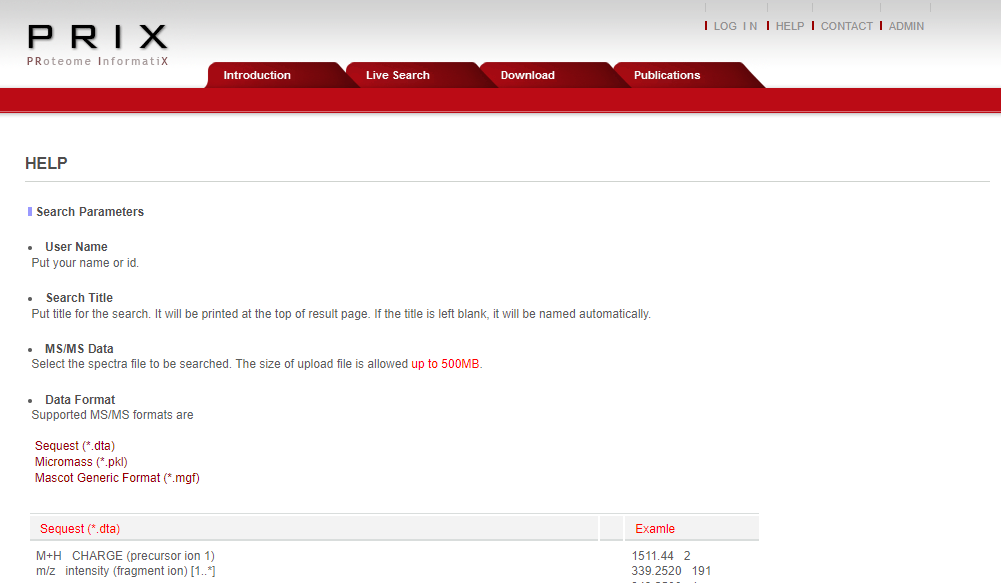 PRIX
PRoteome InformatiX
LOG IN HELP CONTACT ADMIN
Introduction Live Search Download Publications
HELP
Search Parameters
• User Name
Put your name or id.
• Search Title
Put title for the search. It will be printed at the top of result page. If the title is left blank, it will be named automatically.
• MS/MS Data
Select the spectra file to be searched. The size of upload file is allowed up to 500MB.
• Data Format
Supported MS/MS formats are
Sequest (*.dta)
Micromass (*.pkl)
Mascot Generic Format (*.mgf)
Sequest (*.dta) Examle
M+H CHARGE (precursor ion 1) 1511.44 2
m/z intensity (fragment ion) [1..*] 339.2520 191